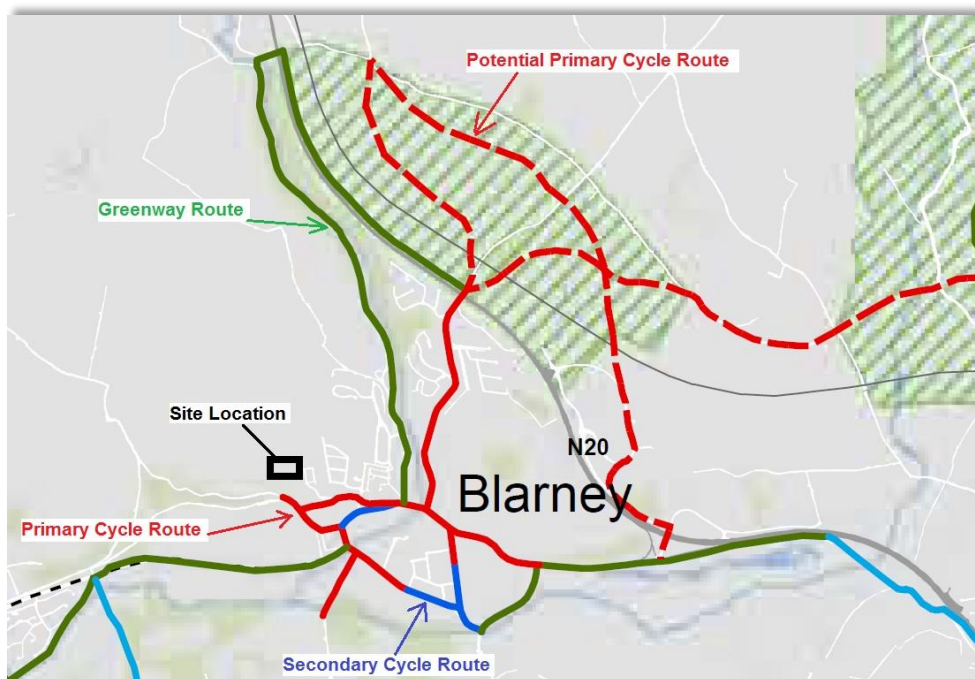 Potential Primary Cycle Route
Greenway Route
Site Location
N20
Blarney
Primary Cycle Route
Secondary Cycle Route